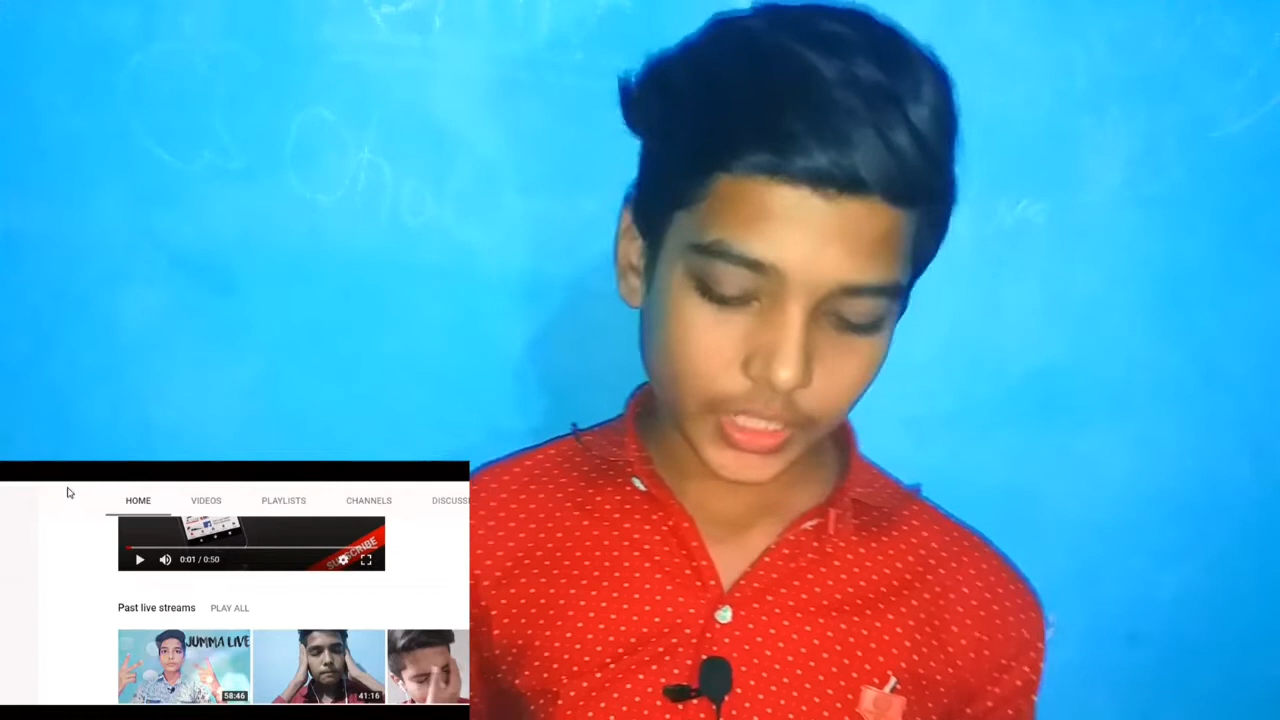 HOME VIDEOS PLAYLISTS CHANNELS DISCUSS
SUBSCRIBE
0:01 / 0:50
Past live streams PLAY ALL
JUMMA LIVE
58:46 41:16